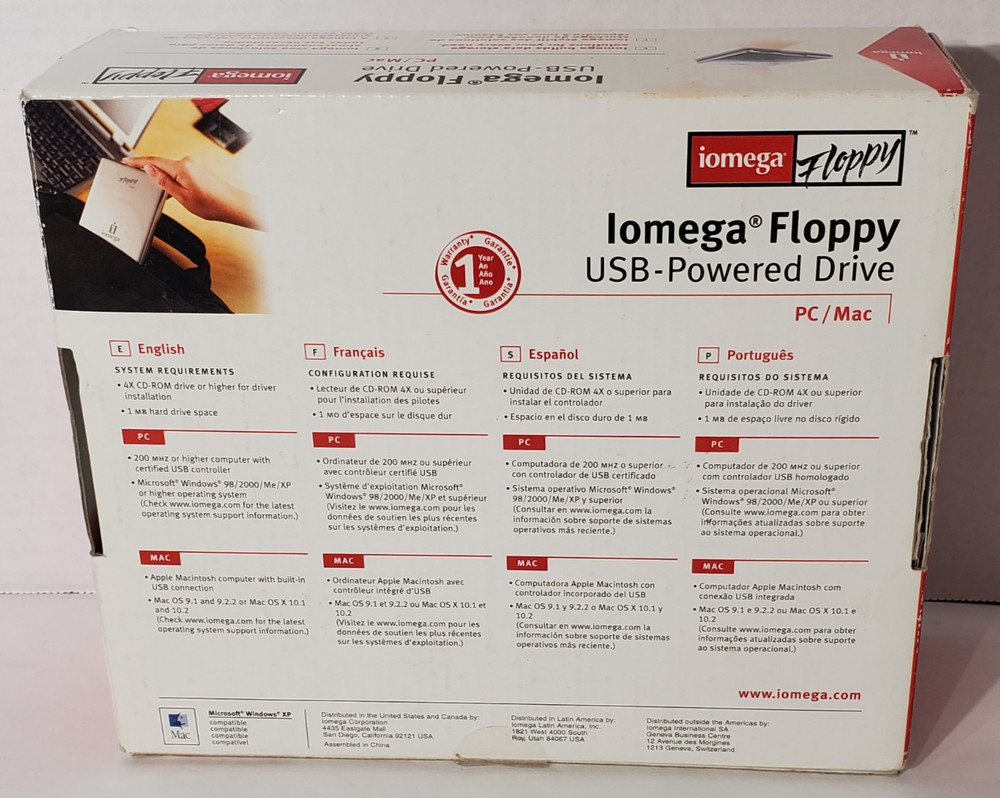 Iomega® Floppy
USB-Powered Drive
PC/Mac
iomega Floppy
iomega Floppy™
Iomega® Floppy
USB-Powered Drive
PC/Mac
Warranty* Garantie*
Garantía* Garantia*
1 Year
An
Año
Ano
E English
SYSTEM REQUIREMENTS
• 4X CD-ROM drive or higher for driver
installation
• 1 MB hard drive space
PC
• 200 MHZ or higher computer with
certified USB controller
• Microsoft® Windows® 98/2000/Me/XP
or higher operating system
(Check www.iomega.com for the latest
operating system support information.)
MAC
• Apple Macintosh computer with built-in
USB connection
• Mac OS 9.1 and 9.2.2 or Mac OS X 10.1
and 10.2
(Check www.iomega.com for the latest
operating system support information.)
F Français
CONFIGURATION REQUISE
• Lecteur de CD-ROM 4X ou supérieur
pour l'installation des pilotes
• 1 MO d'espace sur le disque dur
PC
• Ordinateur de 200 MHZ ou supérieur
avec contrôleur certifié USB
• Système d'exploitation Microsoft®
Windows® 98/2000/Me/XP et supérieur
(Visitez le www.iomega.com pour les
données de soutien les plus récentes
sur les systèmes d'exploitation.)
MAC
• Ordinateur Apple Macintosh avec
contrôleur intégré d'USB
• Mac OS 9.1 et 9.2.2 ou Mac OS X 10.1 et
10.2
(Visitez le www.iomega.com pour les
données de soutien les plus récentes
sur les systèmes d'exploitation.)
S Español
REQUISITOS DEL SISTEMA
• Unidad de CD-ROM 4X o superior para
instalar el controlador
• Espacio en el disco duro de 1 MB
PC
• Computadora de 200 MHZ o superior
con controlador de USB certificado
• Sistema operativo Microsoft® Windows®
98/2000/Me/XP y superior
(Consultar en www.iomega.com la
información sobre soporte de sistemas
operativos más reciente.)
MAC
• Computadora Apple Macintosh con
controlador incorporado del USB
• Mac OS 9.1 y 9.2.2 o Mac OS X 10.1 y
10.2
(Consultar en www.iomega.com la
información sobre soporte de sistemas
operativos más reciente.)
P Português
REQUISITOS DO SISTEMA
• Unidade de CD-ROM 4X ou superior
para instalação do driver
• 1 MB de espaço livre no disco rígido
PC
• Computador de 200 MHZ ou superior
com controlador USB homologado
• Sistema operacional Microsoft®
Windows® 98/2000/Me/XP ou superior
(Consulte www.iomega.com para obter
informações atualizadas sobre suporte
ao sistema operacional.)
MAC
• Computador Apple Macintosh com
conexão USB integrada
• Mac OS 9.1 e 9.2.2 ou Mac OS X 10.1 e
10.2
(Consulte www.iomega.com para obter
informações atualizadas sobre suporte
ao sistema operacional.)
www.iomega.com
Mac
Microsoft® Windows® XP
compatible
compatible
compatible
compatível
Distributed in the United States and Canada by:
Iomega Corporation
4435 Eastgate Mall
San Diego, California 92121 USA
Assembled in China
Distributed in Latin America by:
Iomega Latin America, Inc.
1821 West 4000 South
Roy, Utah 84067 USA
Distributed outside the Americas by:
Iomega International SA
Geneva Business Centre
12 Avenue des Morgines
1213 Geneva, Switzerland